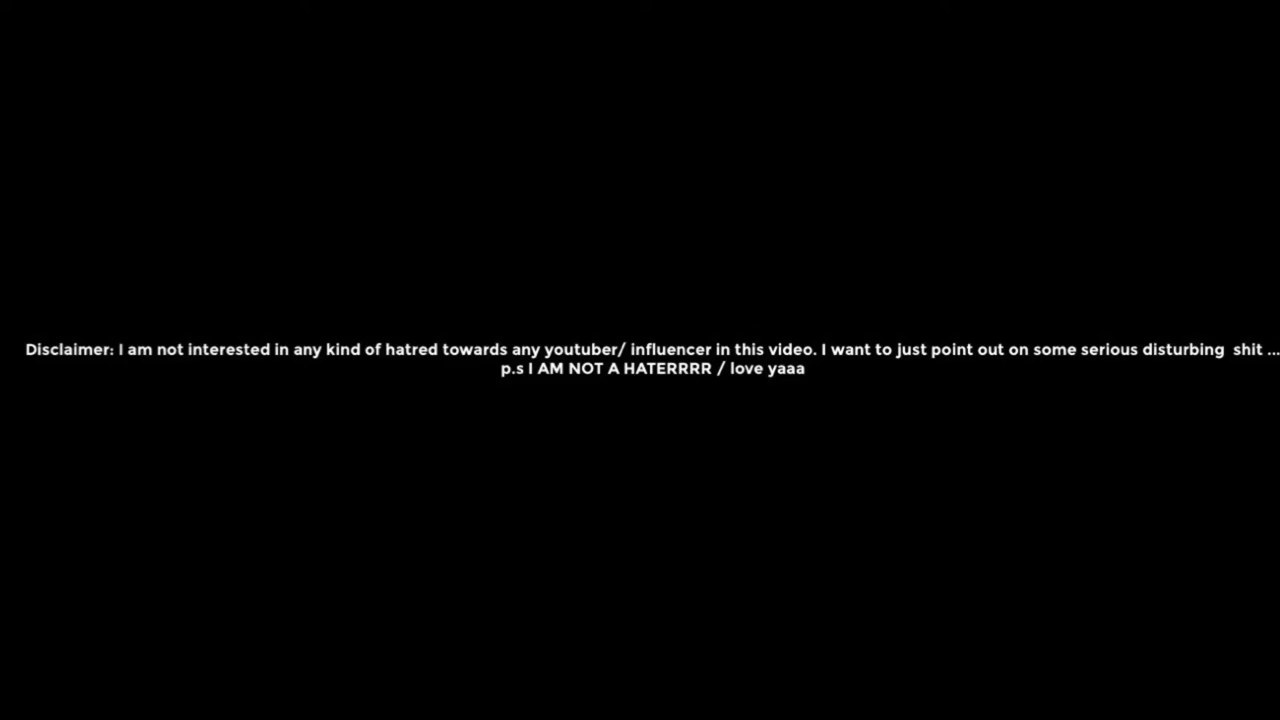 Disclaimer: I am not interested in any kind of hatred towards any youtuber/ influencer in this video. I want to just point out on some serious disturbing  shit ...
p.s I AM NOT A HATERRRR / love yaaa